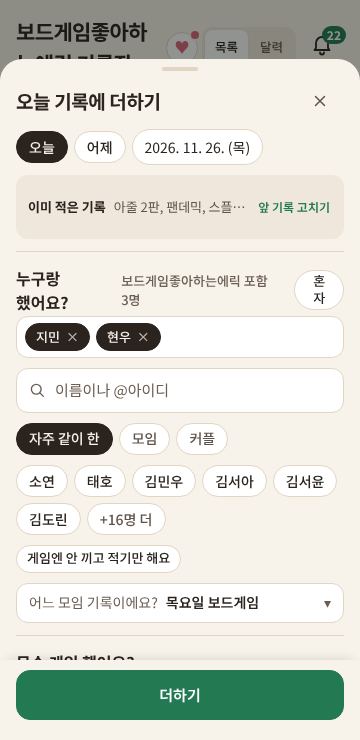 보드게임좋아하
목록 달력 22
오늘 기록에 더하기
오늘 어제 2026. 11. 26. (목)
이미 적은 기록 아줄 2판, 팬데믹, 스플… 앞 기록 고치기
누구랑
했어요?
보드게임좋아하는에릭 포함
3명
혼
자
지민 현우
이름이나 @아이디
자주 같이 한 모임 커플
소연 태호 김민우 김서아 김서윤
김도린 +16명 더
게임엔 안 끼고 적기만 해요
어느 모임 기록이에요? 목요일 보드게임
더하기